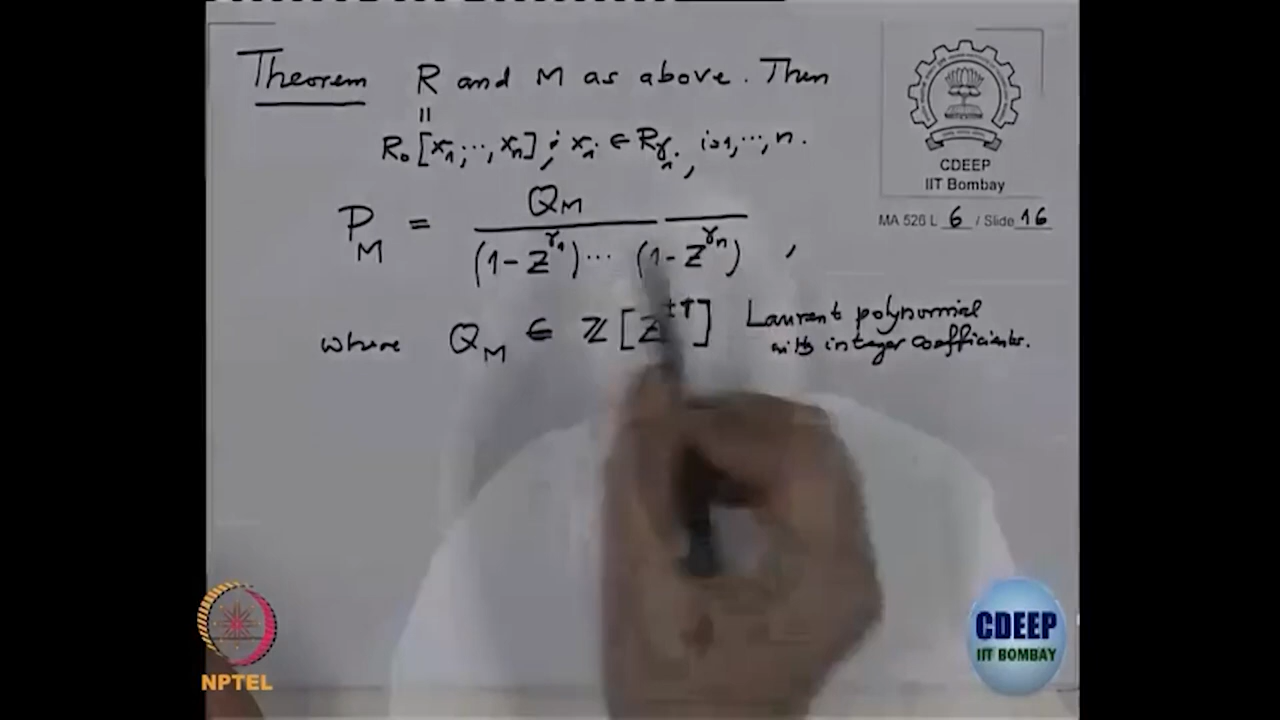 Theorem R and M as above. Then
||
R₀[x₁, ..., xₙ], xᵢ ∈ R_γᵢ, i=1, ..., n.
P_M = Q_M / (1-Z^γ₁) ... (1-Z^γₙ) ,
where Q_M ∈ ℤ[Z^±1] Laurent polynomial
with integer coefficients.
CDEEP
IIT Bombay
MA 526 L 6 / Slide 16
NPTEL
CDEEP
IIT BOMBAY